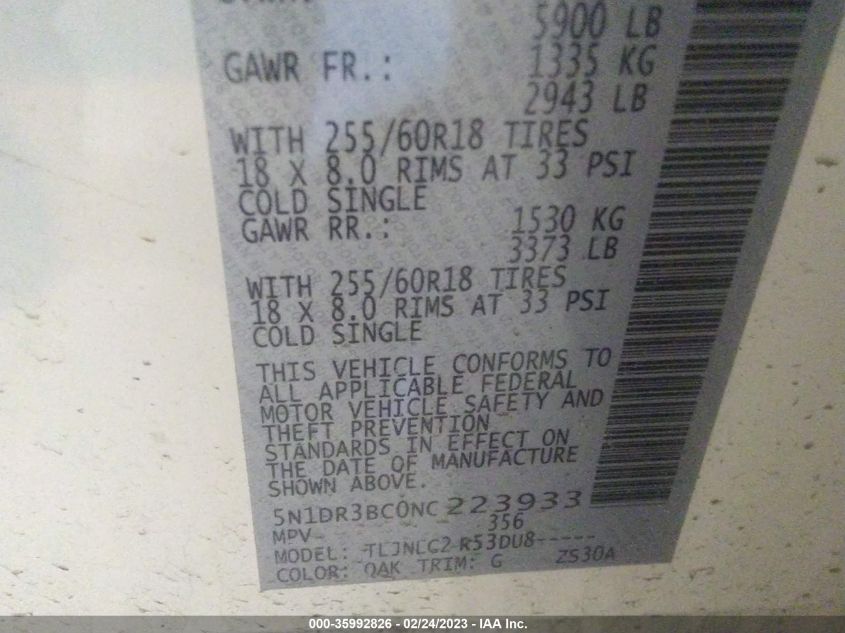 5900 LB
GAWR FR.: 1335 KG
2943 LB
WITH 255/60R18 TIRES
18 X 8.0 RIMS AT 33 PSI
COLD SINGLE
GAWR RR.: 1530 KG
3373 LB
WITH 255/60R18 TIRES
18 X 8.0 RIMS AT 33 PSI
COLD SINGLE
THIS VEHICLE CONFORMS TO
ALL APPLICABLE FEDERAL
MOTOR VEHICLE SAFETY AND
THEFT PREVENTION
STANDARDS IN EFFECT ON
THE DATE OF MANUFACTURE
SHOWN ABOVE.
5N1DR3BC0NC223933
MPV 356
MODEL: TLJNLG2 R53DU8-----
COLOR: QAK TRIM: G ZS30A
000-35992826 - 02/24/2023 - IAA Inc.